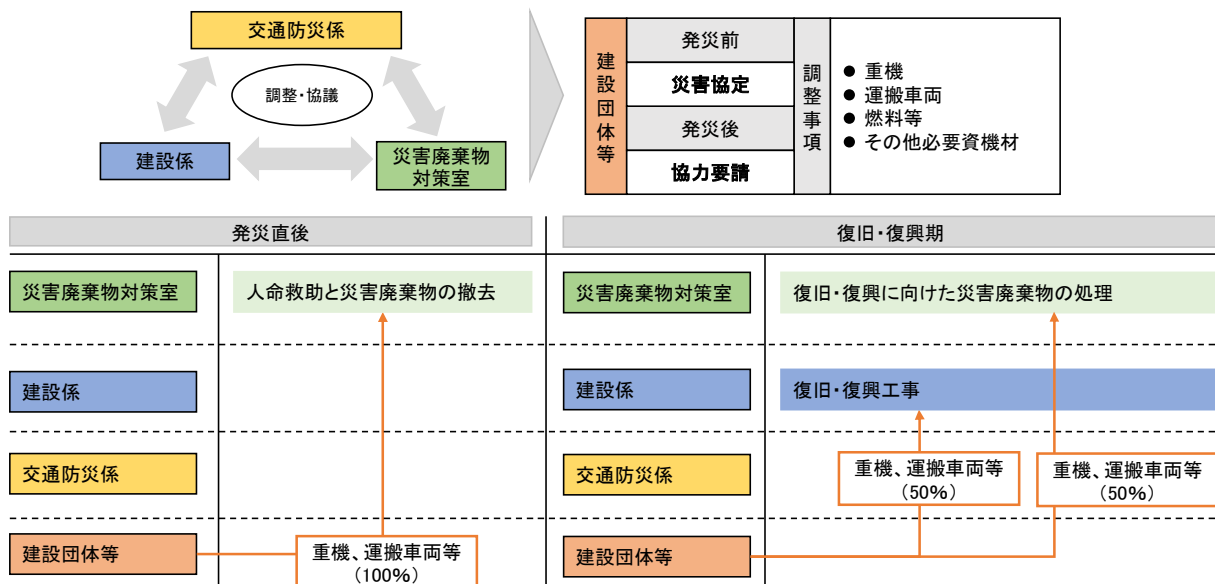 交通防災係
調整・協議
建設係
災害廃棄物
対策室
建設団体等
発災前
災害協定
発災後
協力要請
調整事項
● 重機
● 運搬車両
● 燃料等
● その他必要資機材
発災直後
災害廃棄物対策室
人命救助と災害廃棄物の撤去
建設係
交通防災係
建設団体等
重機、運搬車両等
（100%）
復旧・復興期
災害廃棄物対策室
復旧・復興に向けた災害廃棄物の処理
建設係
復旧・復興工事
交通防災係
重機、運搬車両等
（50%）
重機、運搬車両等
（50%）
建設団体等